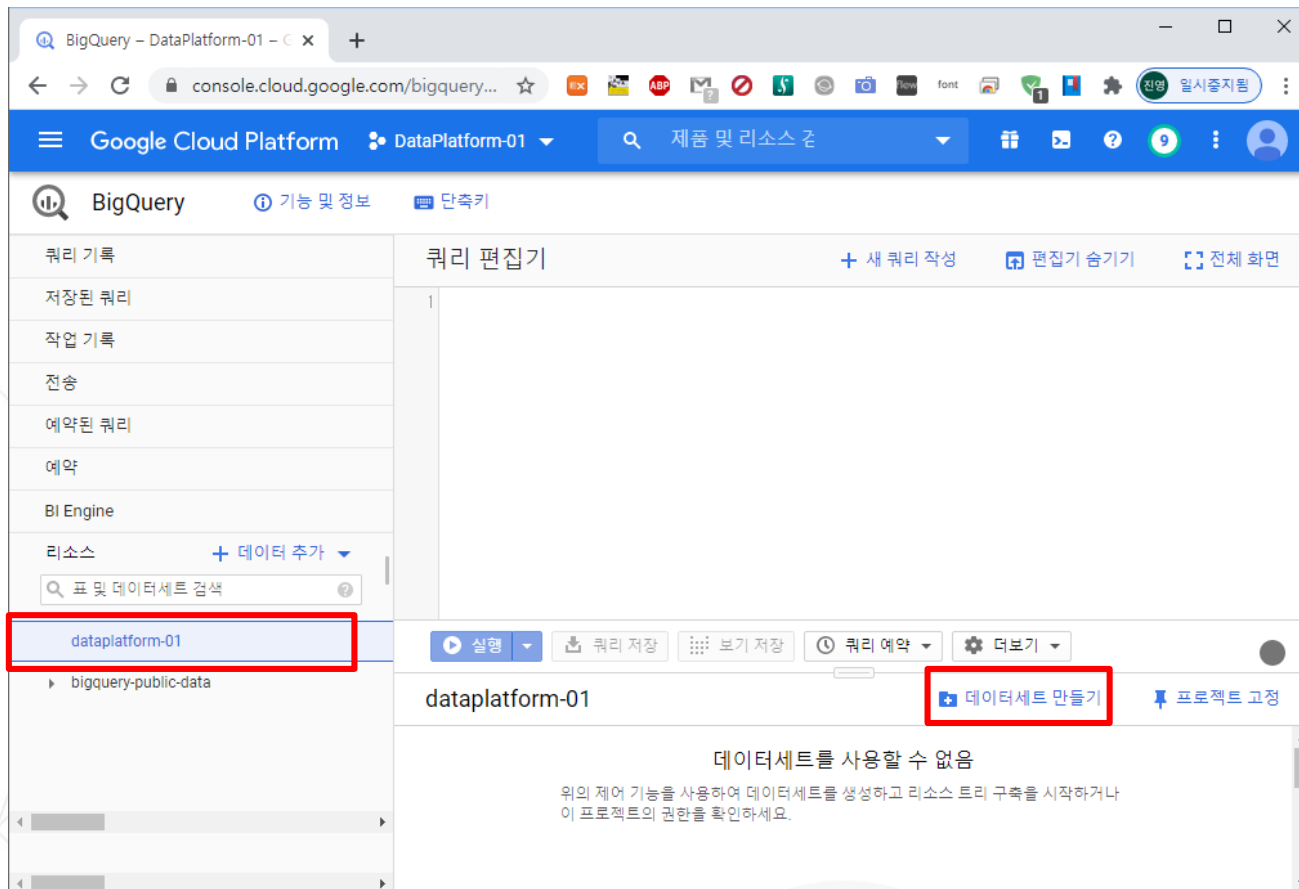 BigQuery – DataPlatform-01 – G
console.cloud.google.com/bigquery...
EX
ABP
?
flow
font
1
진영 일시중지됨
Google Cloud Platform
DataPlatform-01
제품 및 리소스 검
?
9
BigQuery
기능 및 정보
단축키
쿼리 기록
저장된 쿼리
작업 기록
전송
예약된 쿼리
예약
BI Engine
리소스
데이터 추가
표 및 데이터세트 검색
?
dataplatform-01
bigquery-public-data
쿼리 편집기
새 쿼리 작성
편집기 숨기기
전체 화면
1
실행
쿼리 저장
보기 저장
쿼리 예약
더보기
dataplatform-01
데이터세트 만들기
프로젝트 고정
데이터세트를 사용할 수 없음
위의 제어 기능을 사용하여 데이터세트를 생성하고 리소스 트리 구축을 시작하거나
이 프로젝트의 권한을 확인하세요.